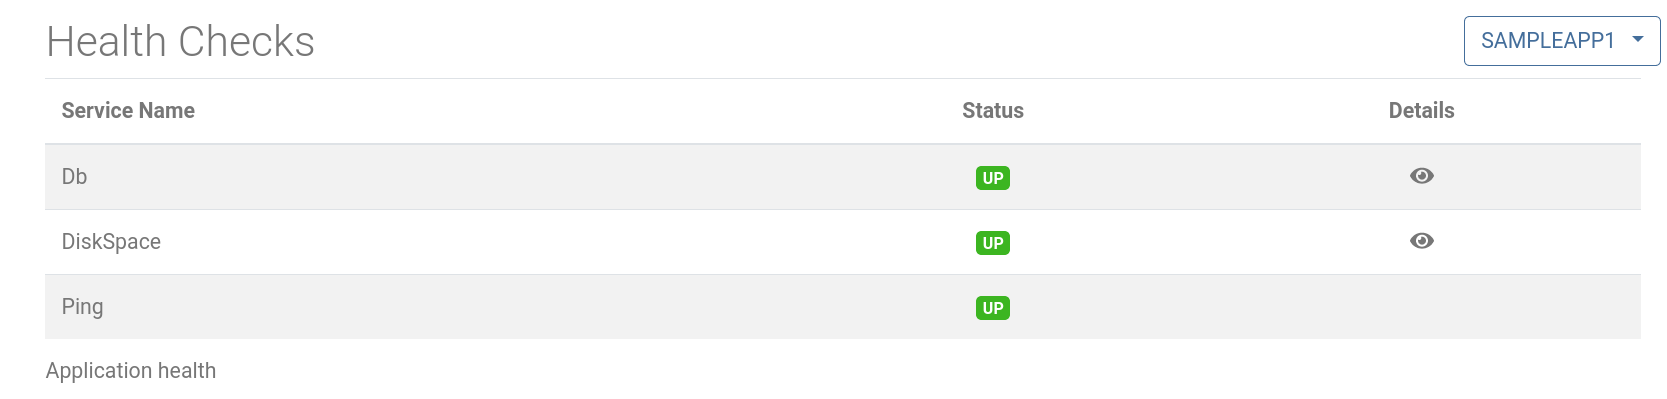 Health Checks
SAMPLEAPP1
Service Name Status Details
Db UP
DiskSpace UP
Ping UP
Application health